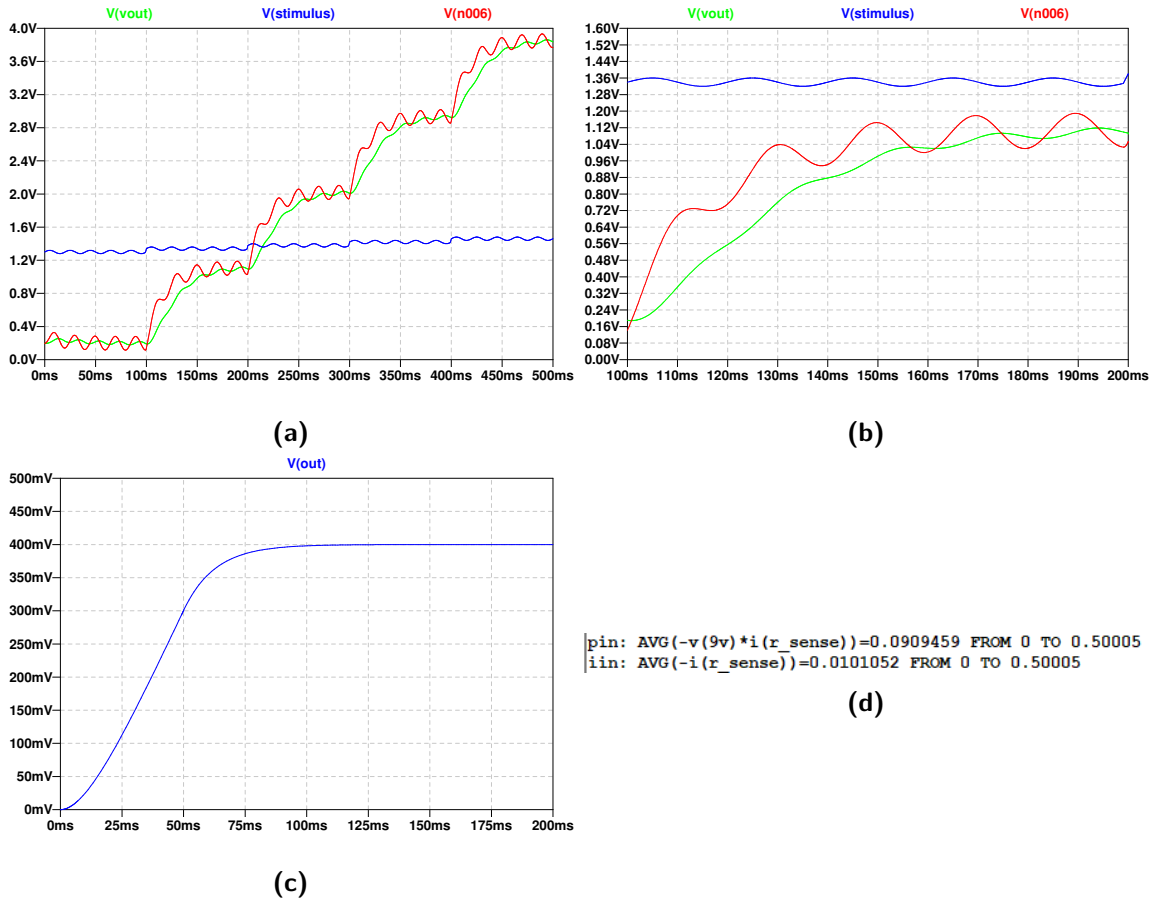 V(vout) V(stimulus) V(n006)
4.0V
3.6V
3.2V
2.8V
2.4V
2.0V
1.6V
1.2V
0.8V
0.4V
0.0V
0ms 50ms 100ms 150ms 200ms 250ms 300ms 350ms 400ms 450ms 500ms
(a)
V(vout) V(stimulus) V(n006)
1.60V
1.52V
1.44V
1.36V
1.28V
1.20V
1.12V
1.04V
0.96V
0.88V
0.80V
0.72V
0.64V
0.56V
0.48V
0.40V
0.32V
0.24V
0.16V
0.08V
0.00V
100ms 110ms 120ms 130ms 140ms 150ms 160ms 170ms 180ms 190ms 200ms
(b)
V(out)
500mV
450mV
400mV
350mV
300mV
250mV
200mV
150mV
100mV
50mV
0mV
0ms 25ms 50ms 75ms 100ms 125ms 150ms 175ms 200ms
(c)
pin: AVG(-v(9v)*i(r_sense))=0.0909459 FROM 0 TO 0.50005
iin: AVG(-i(r_sense))=0.0101052 FROM 0 TO 0.50005
(d)